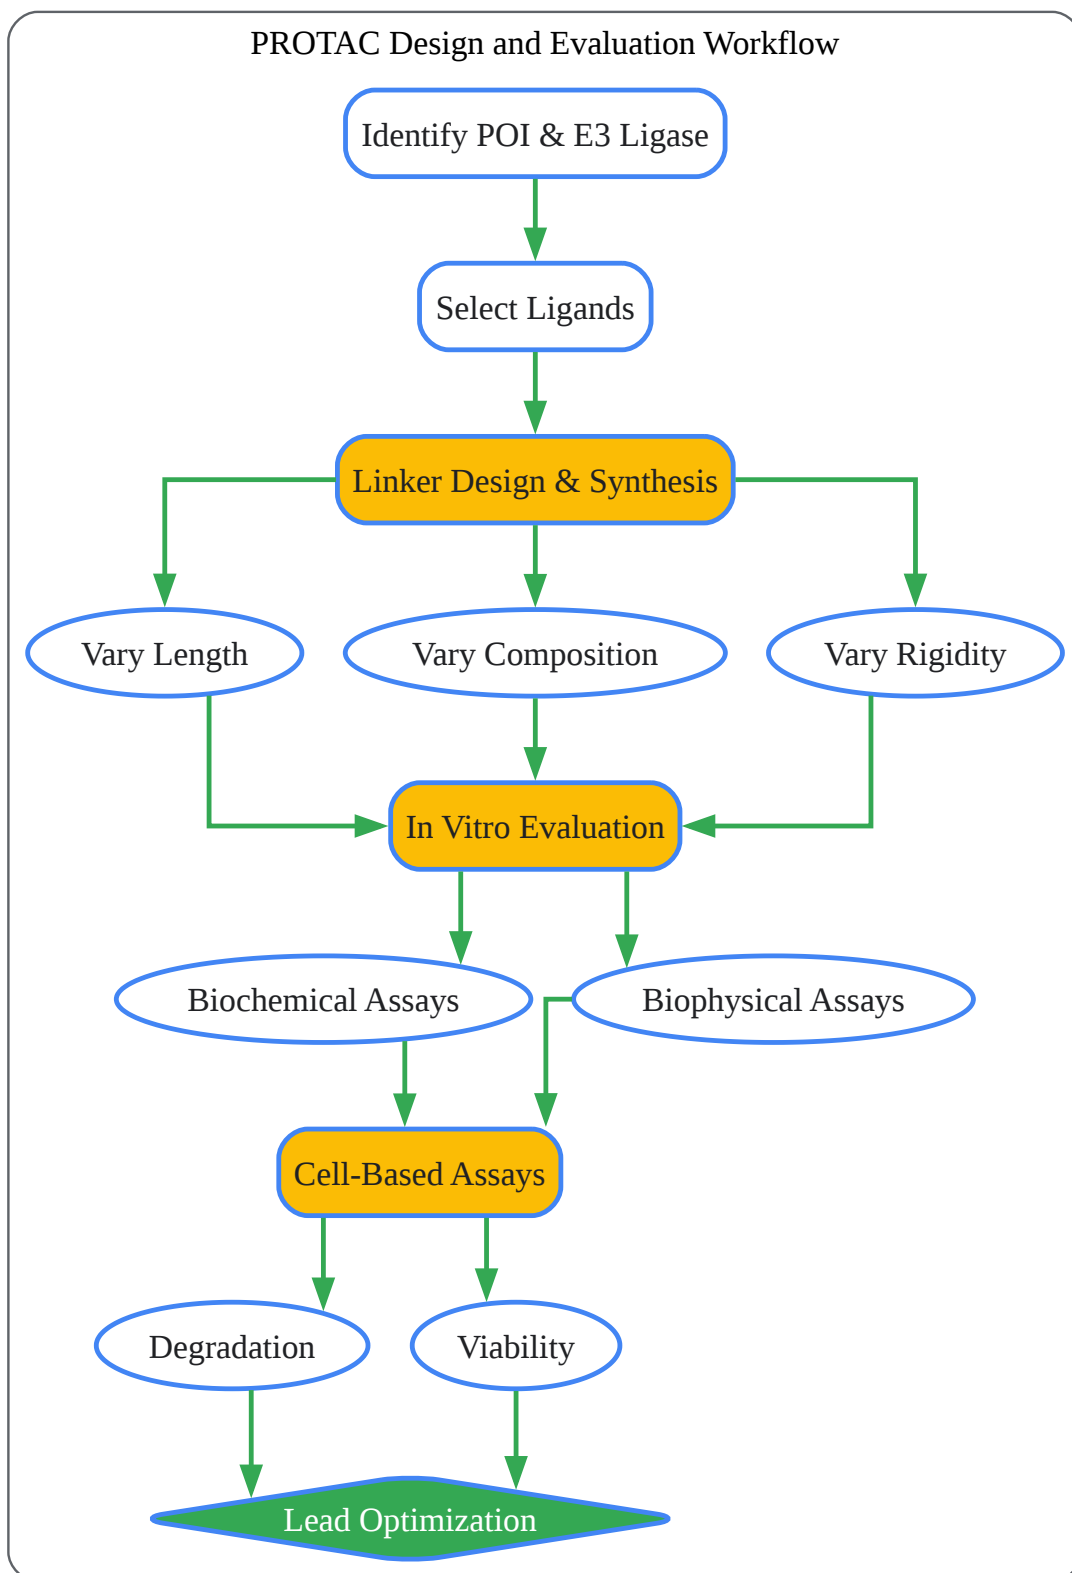 PROTAC Design and Evaluation Workflow
Identify POI & E3 Ligase
Select Ligands
Linker Design & Synthesis
Vary Length
Vary Composition
Vary Rigidity
In Vitro Evaluation
Biochemical Assays
Biophysical Assays
Cell-Based Assays
Degradation
Viability
Lead Optimization